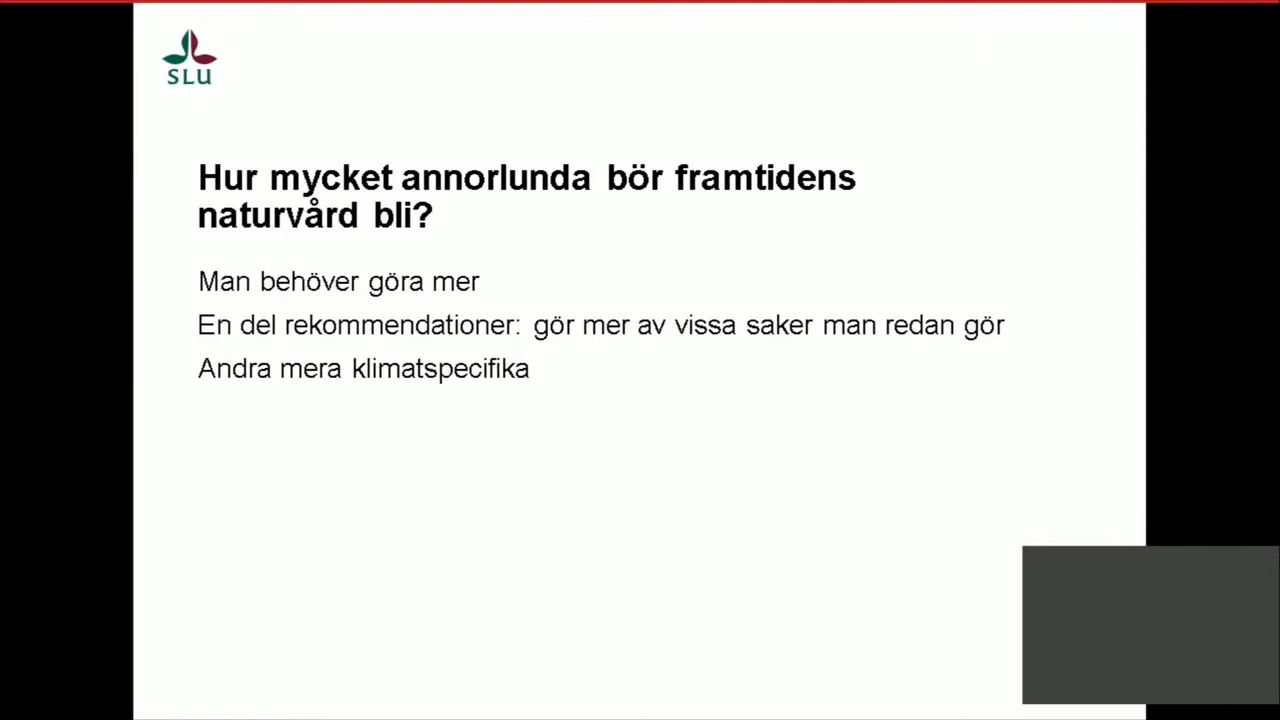 SLU
Hur mycket annorlunda bör framtidens
naturvård bli?
Man behöver göra mer
En del rekommendationer: gör mer av vissa saker man redan gör
Andra mera klimatspecifika